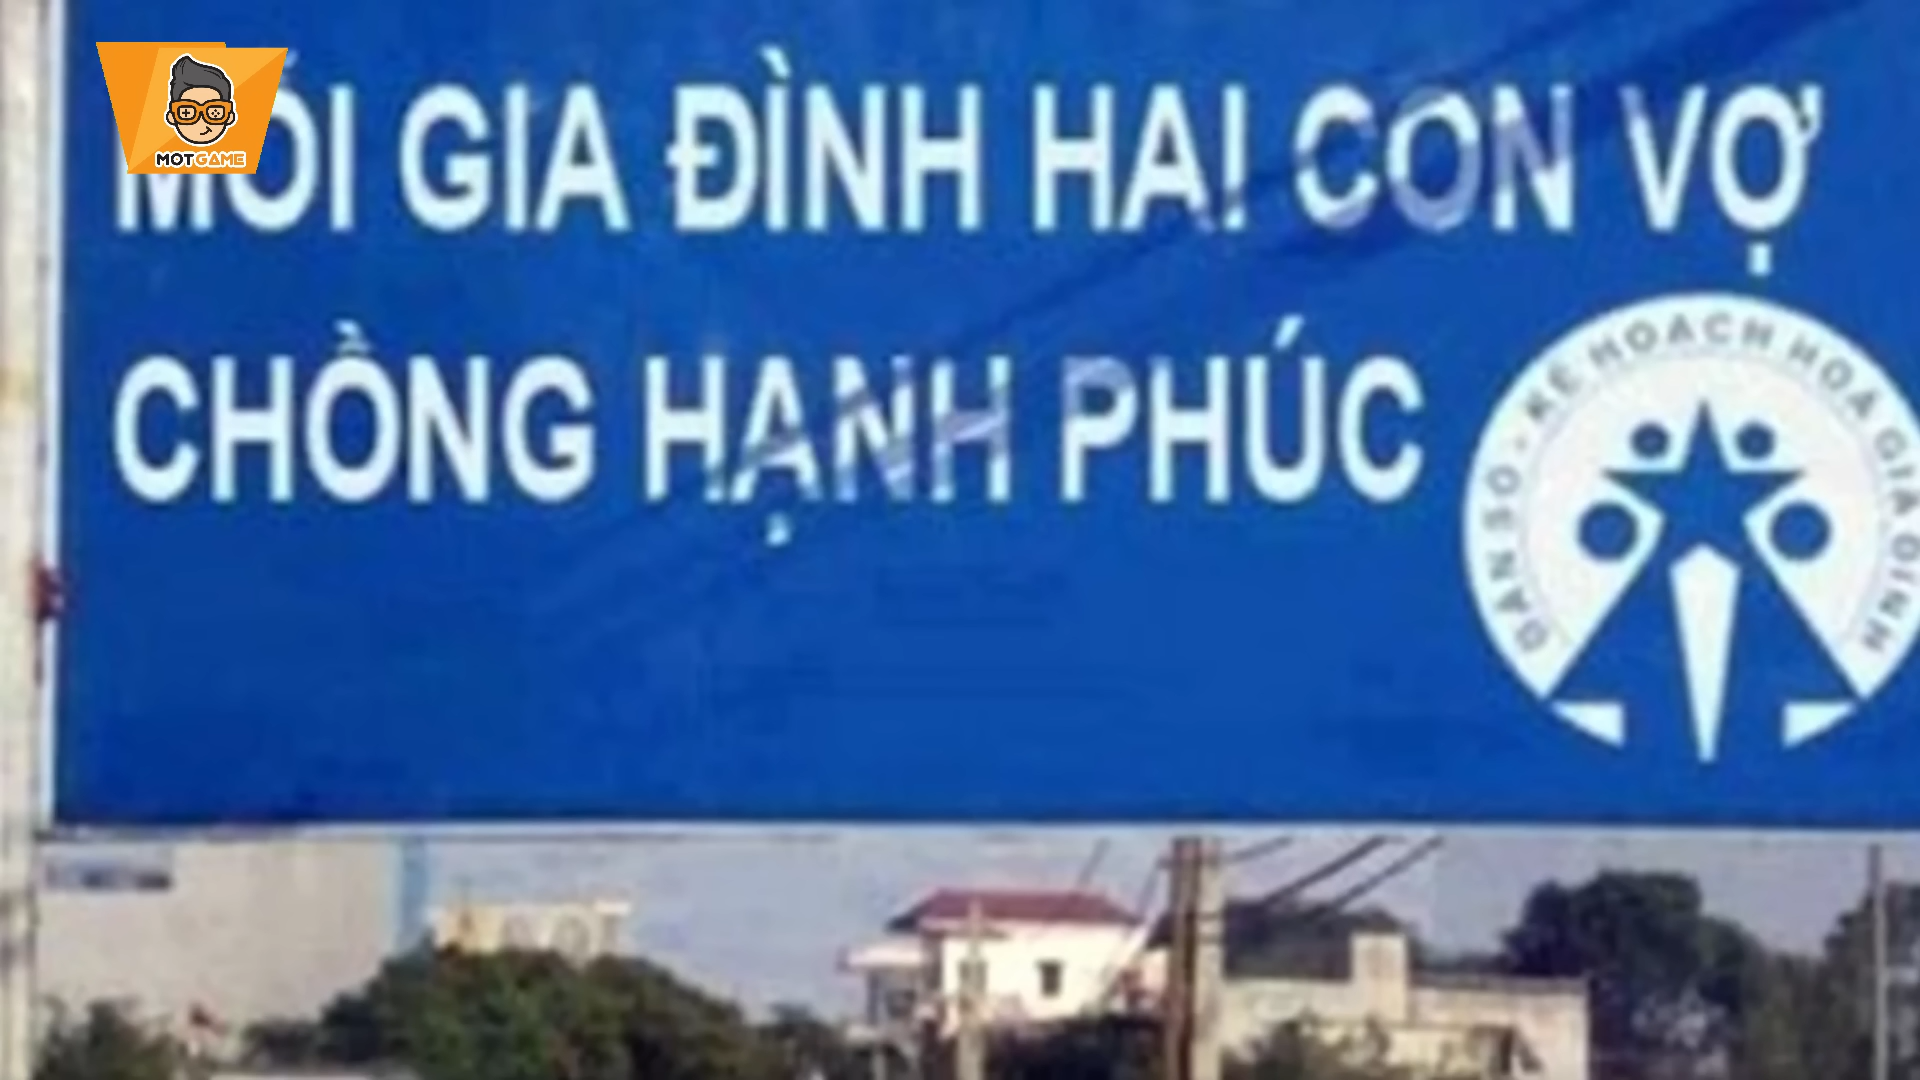 MOTGAME
MỖI GIA ĐÌNH HAI CON VỢ
CHỒNG HẠNH PHÚC
DÂN SỐ - KẾ HOẠCH HOÁ GIA ĐÌNH